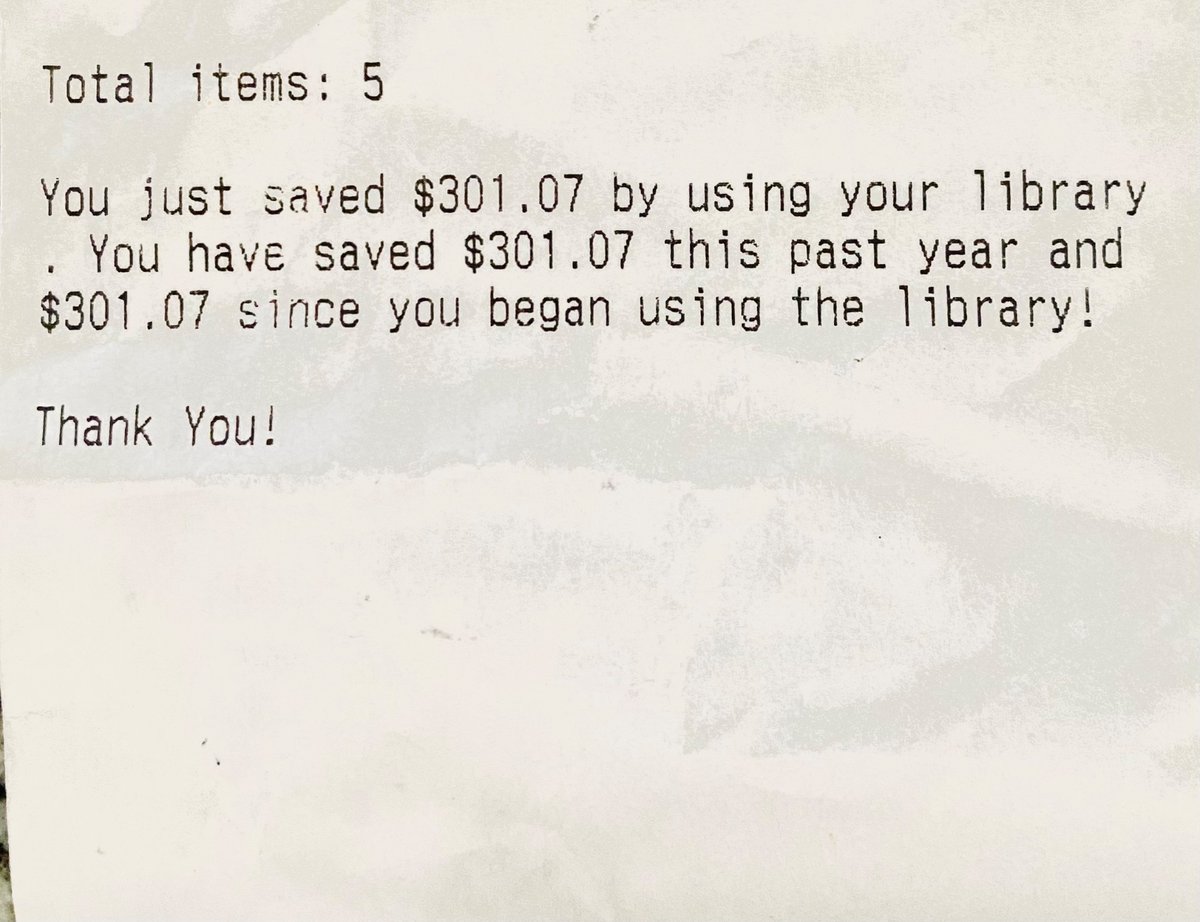 Total items: 5
You just saved $301.07 by using your library
. You have saved $301.07 this past year and
$301.07 since you began using the library!
Thank You!